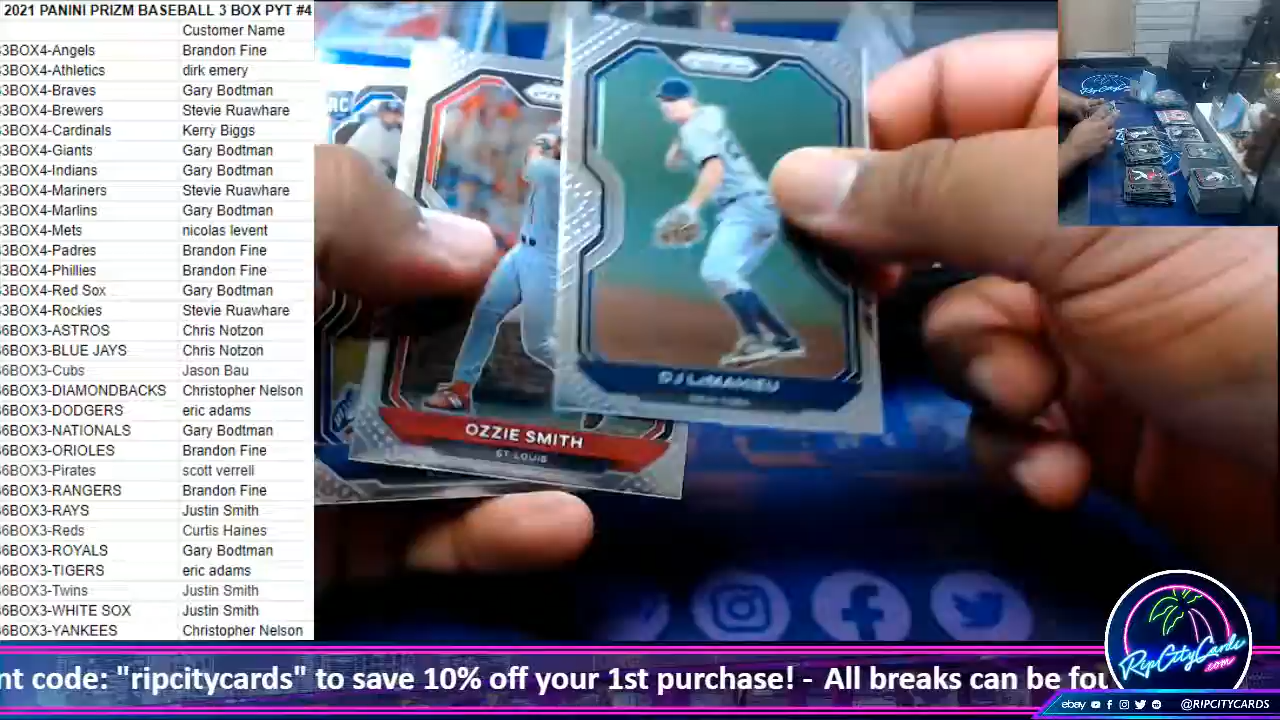 2021 PANINI PRIZM BASEBALL 3 BOX PYT #4
Customer Name
3BOX4-Angels Brandon Fine
3BOX4-Athletics dirk emery
3BOX4-Braves Gary Bodtman
3BOX4-Brewers Stevie Ruawhare
3BOX4-Cardinals Kerry Biggs
3BOX4-Giants Gary Bodtman
3BOX4-Indians Gary Bodtman
3BOX4-Mariners Stevie Ruawhare
3BOX4-Marlins Gary Bodtman
3BOX4-Mets nicolas levent
3BOX4-Padres Brandon Fine
3BOX4-Phillies Brandon Fine
3BOX4-Red Sox Gary Bodtman
3BOX4-Rockies Stevie Ruawhare
6BOX3-ASTROS Chris Notzon
6BOX3-BLUE JAYS Chris Notzon
6BOX3-Cubs Jason Bau
6BOX3-DIAMONDBACKS Christopher Nelson
6BOX3-DODGERS eric adams
6BOX3-NATIONALS Gary Bodtman
6BOX3-ORIOLES Brandon Fine
6BOX3-Pirates scott verrell
6BOX3-RANGERS Brandon Fine
6BOX3-RAYS Justin Smith
6BOX3-Reds Curtis Haines
6BOX3-ROYALS Gary Bodtman
6BOX3-TIGERS eric adams
6BOX3-Twins Justin Smith
6BOX3-WHITE SOX Justin Smith
6BOX3-YANKEES Christopher Nelson
RC
OZZIE SMITH
ST. LOUIS
DJ LeMAHIEU
NEW YORK
RipCityCards
.com
nt code: "ripcitycards" to save 10% off your 1st purchase! - All breaks can be fou
ebay @RIPCITYCARDS